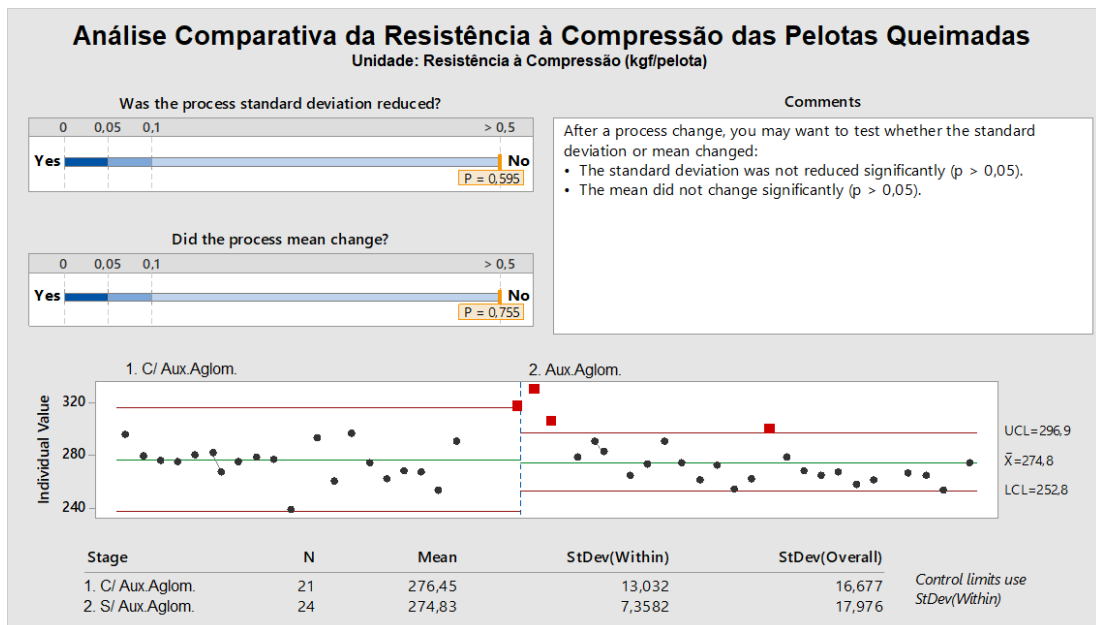 Análise Comparativa da Resistência à Compressão das Pelotas Queimadas
Unidade: Resistência à Compressão (kgf/pelota)
Was the process standard deviation reduced?
0 0,05 0,1 > 0,5
Yes No
P = 0,595
Did the process mean change?
0 0,05 0,1 > 0,5
Yes No
P = 0,755
Comments
After a process change, you may want to test whether the standard
deviation or mean changed:
• The standard deviation was not reduced significantly (p > 0,05).
• The mean did not change significantly (p > 0,05).
1. C/ Aux.Aglom. 2. Aux.Aglom.
Individual Value
320
280
240
UCL=296,9
X̄=274,8
LCL=252,8
Stage N Mean StDev(Within) StDev(Overall)
1. C/ Aux.Aglom. 21 276,45 13,032 16,677
2. S/ Aux.Aglom. 24 274,83 7,3582 17,976
Control limits use
StDev(Within)